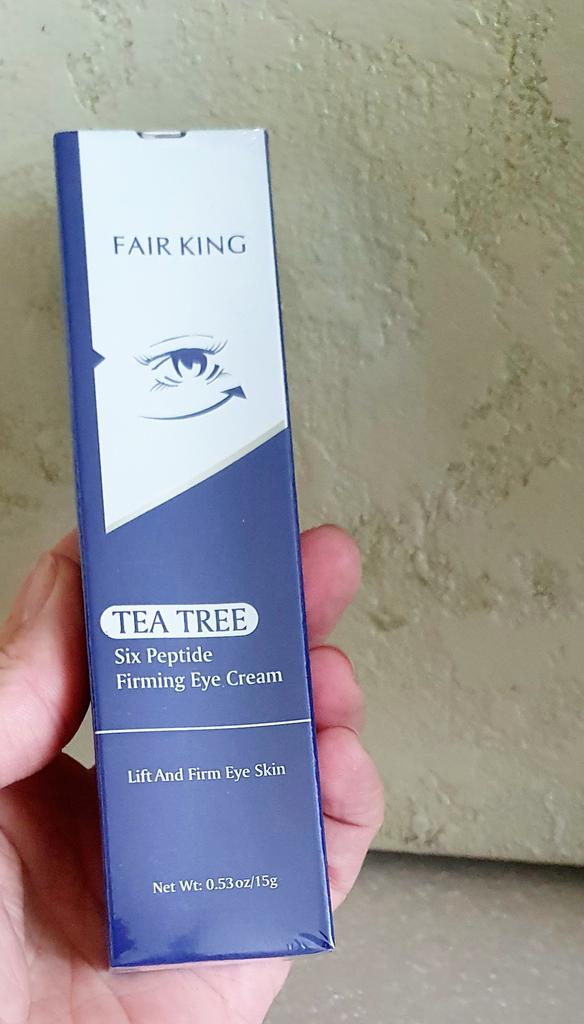 FAIR KING
TEA TREE
Six Peptide
Firming Eye Cream
Lift And Firm Eye Skin
Net Wt: 0.53oz/15g